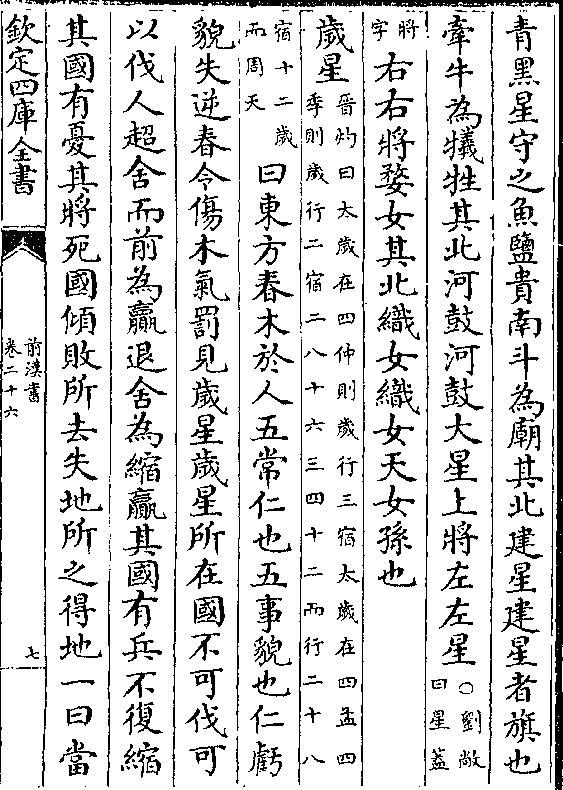 青黑星守之魚鹽貴南斗為廟其北建星建星者旗也
牽牛為犧牲其北河鼓河鼓大星上將左左星
○劉敞
曰星蓋
將
字
右右將婺女其北織女織女天女孫也
歲星
晉灼曰太歲在四仲則歲行三宿太歲在四孟四
季則歲行二宿二八十六三四十二而行二十八
宿十二歲
而周天
曰東方春木於人五常仁也五事貌也仁虧
貌失逆春令傷木氣罰見歲星歲星所在國不可伐可
以伐人超舍而前為贏退舍為縮贏其國有兵不復縮
其國有憂其將死國傾敗所去失地所之得地一曰當
欽定四庫全書
前漢書
卷二十六
七